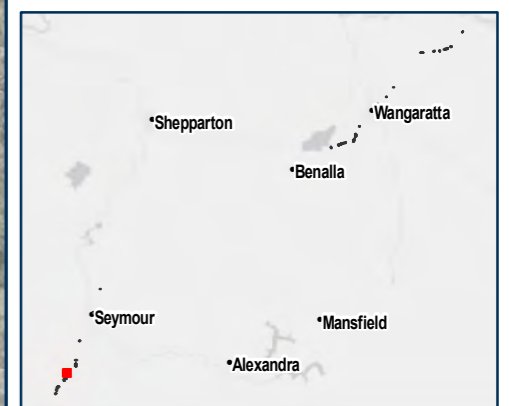 Shepparton
Wangaratta
Benalla
Seymour
Mansfield
Alexandra